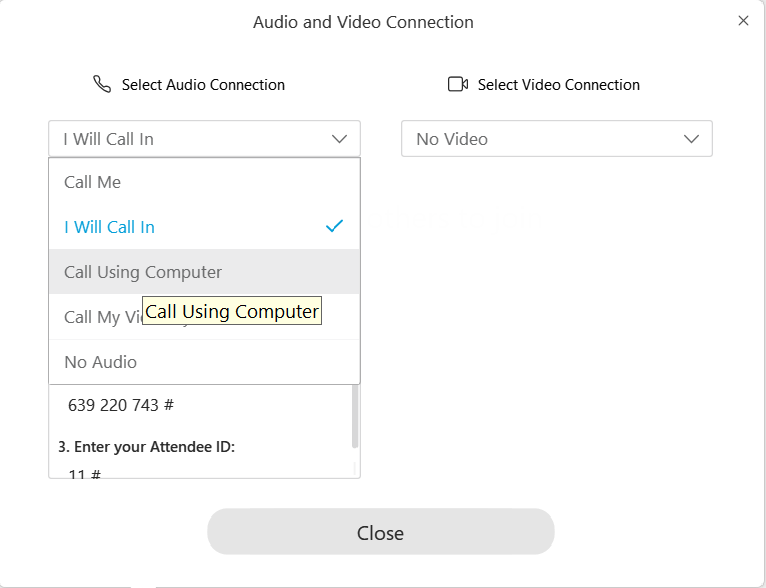 Audio and Video Connection
Select Audio Connection
Select Video Connection
I Will Call In
No Video
Call Me
I Will Call In
Call Using Computer
Call My
Call Using Computer
No Audio
639 220 743 #
3. Enter your Attendee ID:
11 #
Close